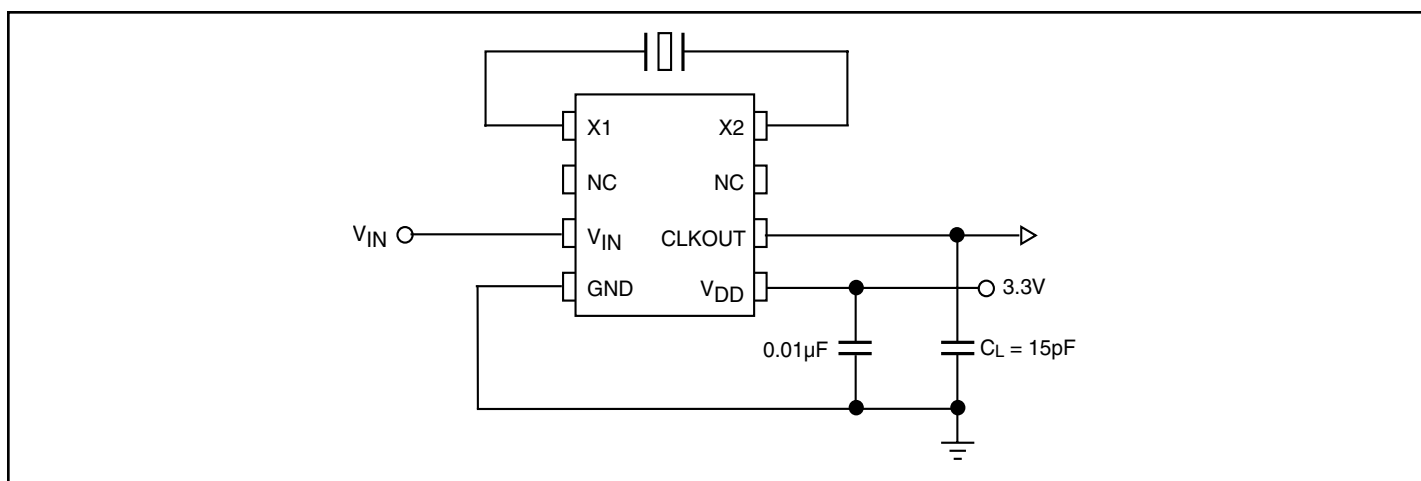 X1 X2
NC NC
VIN VIN CLKOUT
GND VDD 3.3V
0.01µF CL = 15pF